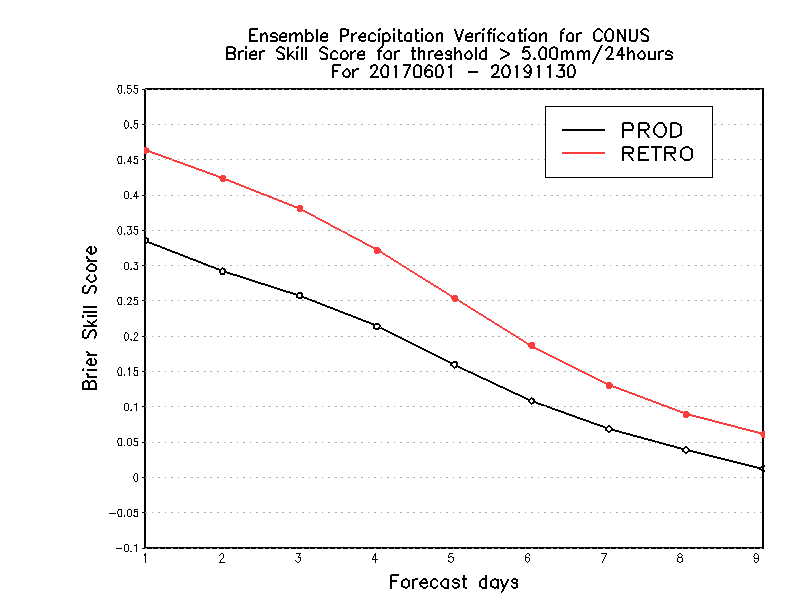 Ensemble Precipitation Verification for CONUS
Brier Skill Score for threshold > 5.00mm/24hours
For 20170601 - 20191130
PROD
RETRO
0.55
0.5
0.45
0.4
0.35
0.3
0.25
0.2
0.15
0.1
0.05
0
-0.05
-0.1
Brier Skill Score
1 2 3 4 5 6 7 8 9
Forecast days